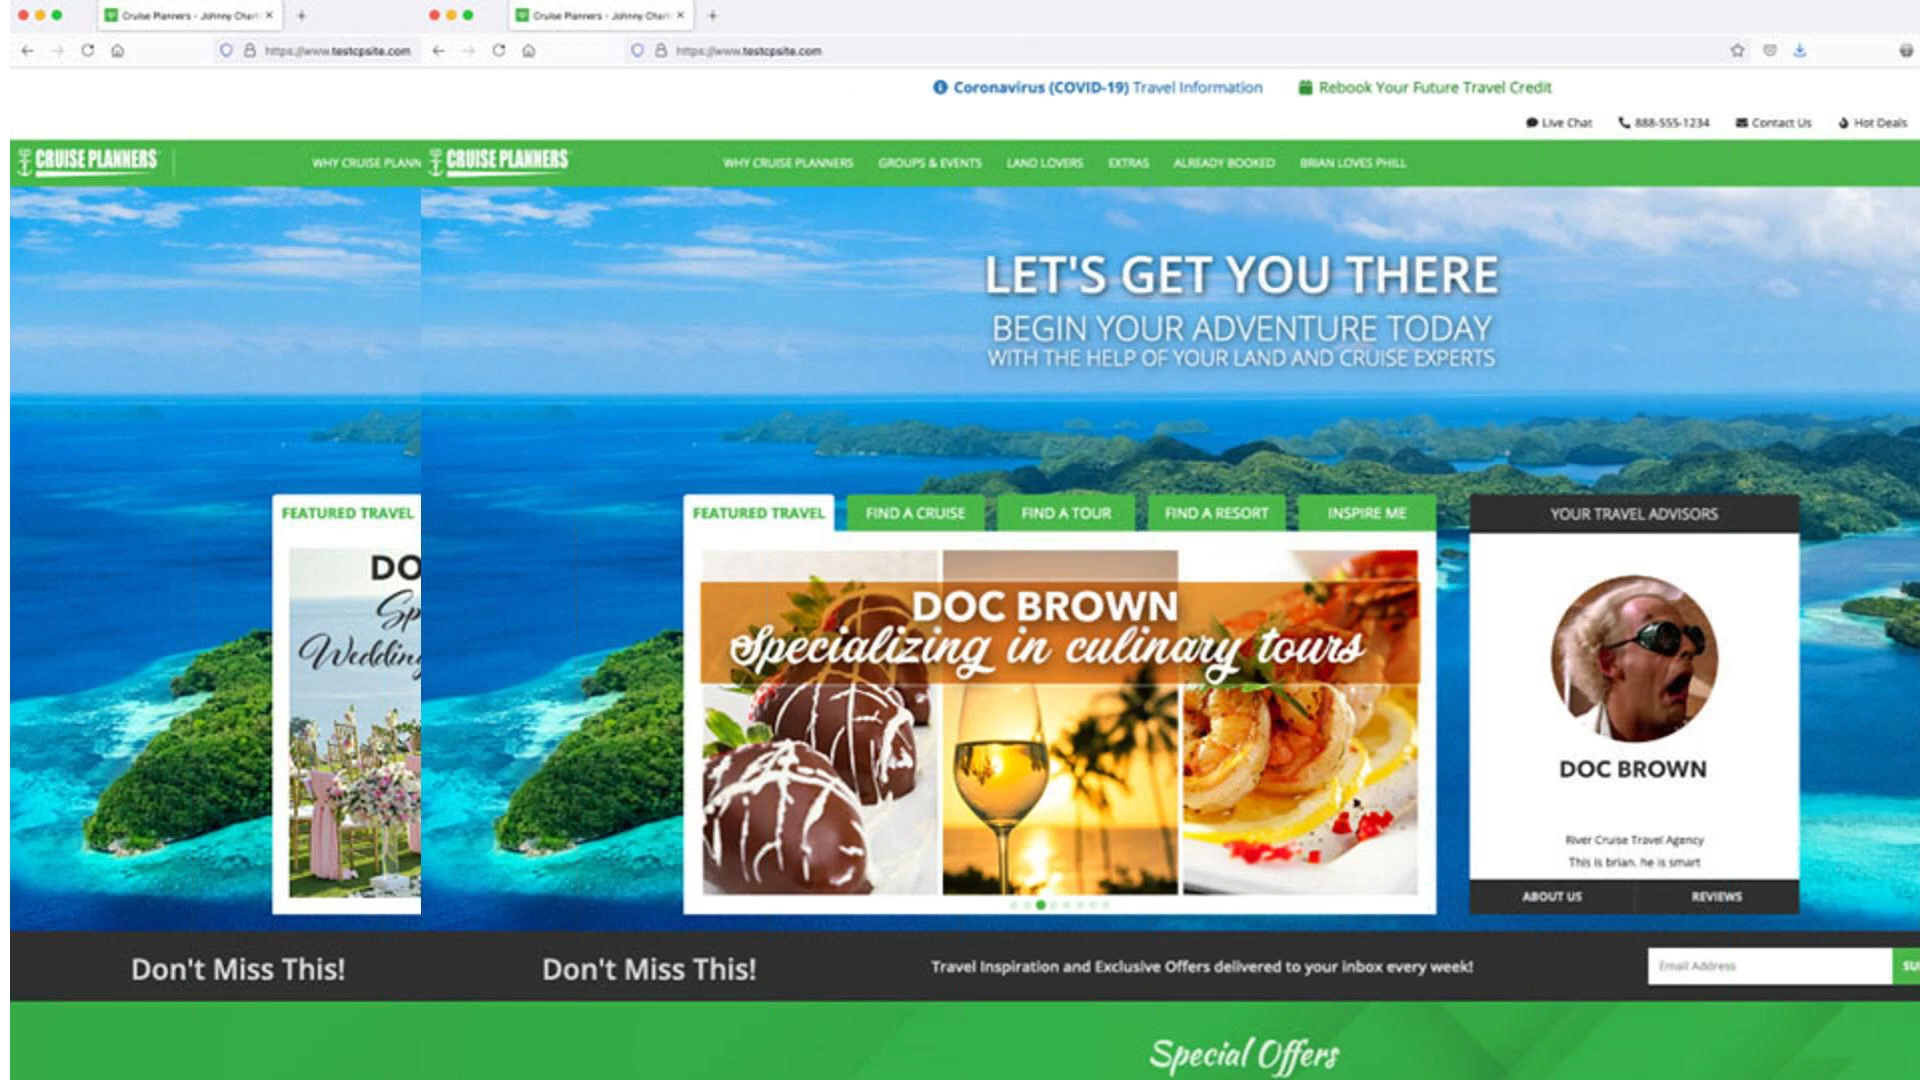 Cruise Planners - Johnny Charl
https://www.testcpsite.com
Cruise Planners - Johnny Charl
https://www.testcpsite.com
Coronavirus (COVID-19) Travel Information
Rebook Your Future Travel Credit
Live Chat
888-555-1234
Contact Us
Hot Deals
CRUISE PLANNERS
WHY CRUISE PLANN
CRUISE PLANNERS
WHY CRUISE PLANNERS
GROUPS & EVENTS
LAND LOVERS
EXTRAS
ALREADY BOOKED
BRIAN LOVES PHILL
LET'S GET YOU THERE
BEGIN YOUR ADVENTURE TODAY
WITH THE HELP OF YOUR LAND AND CRUISE EXPERTS
FEATURED TRAVEL
DO
Sp
Wedding
FEATURED TRAVEL
FIND A CRUISE
FIND A TOUR
FIND A RESORT
INSPIRE ME
DOC BROWN
Specializing in culinary tours
YOUR TRAVEL ADVISORS
DOC BROWN
River Cruise Travel Agency
This is brian. he is smart
ABOUT US
REVIEWS
Don't Miss This!
Don't Miss This!
Travel Inspiration and Exclusive Offers delivered to your inbox every week!
Email Address
SU
Special Offers